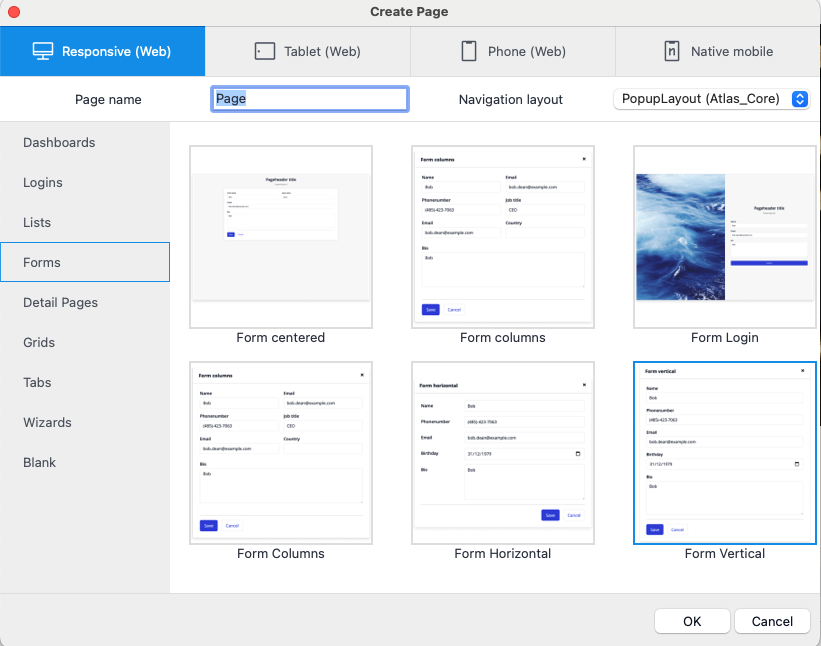 Create Page
Responsive (Web) Tablet (Web) Phone (Web) Native mobile
Page name Page Navigation layout PopupLayout (Atlas_Core)
Dashboards
Logins
Lists
Forms
Detail Pages
Grids
Tabs
Wizards
Blank
Pageheader title
Form centered
Form columns
Name Email
Bob bob.dean@example.com
Phonenumber Job title
(485)-423-7063 CEO
Email Country
bob.dean@example.com
Bio
Bob
Save Cancel
Form columns
Pageheader title
Form Login
Form columns
Name Email
Bob bob.dean@example.com
Phonenumber Job title
(485)-423-7063 CEO
Email Country
bob.dean@example.com
Bio
Bob
Save Cancel
Form Columns
Form horizontal
Name Bob
Phonenumber (485)-423-7063
Email bob.dean@example.com
Birthday 31/12/1979
Bio Bob
Save Cancel
Form Horizontal
Form vertical
Name
Bob
Phonenumber
(485)-423-7063
Email
bob.dean@example.com
Birthday
31/12/1979
Bio
Bob
Save Cancel
Form Vertical
OK Cancel